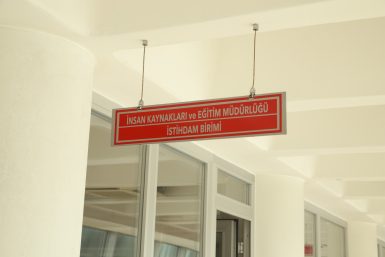 İNSAN KAYNAKLARI ve EĞİTİM MÜDÜRLÜĞÜ
İSTİHDAM BİRİMİ